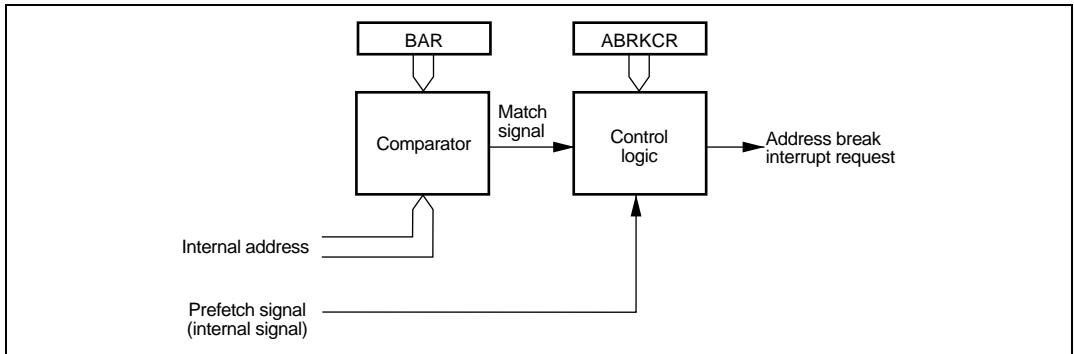 BAR
ABRKCR
Comparator
Match
signal
Control
logic
Address break
interrupt request
Internal address
Prefetch signal
(internal signal)